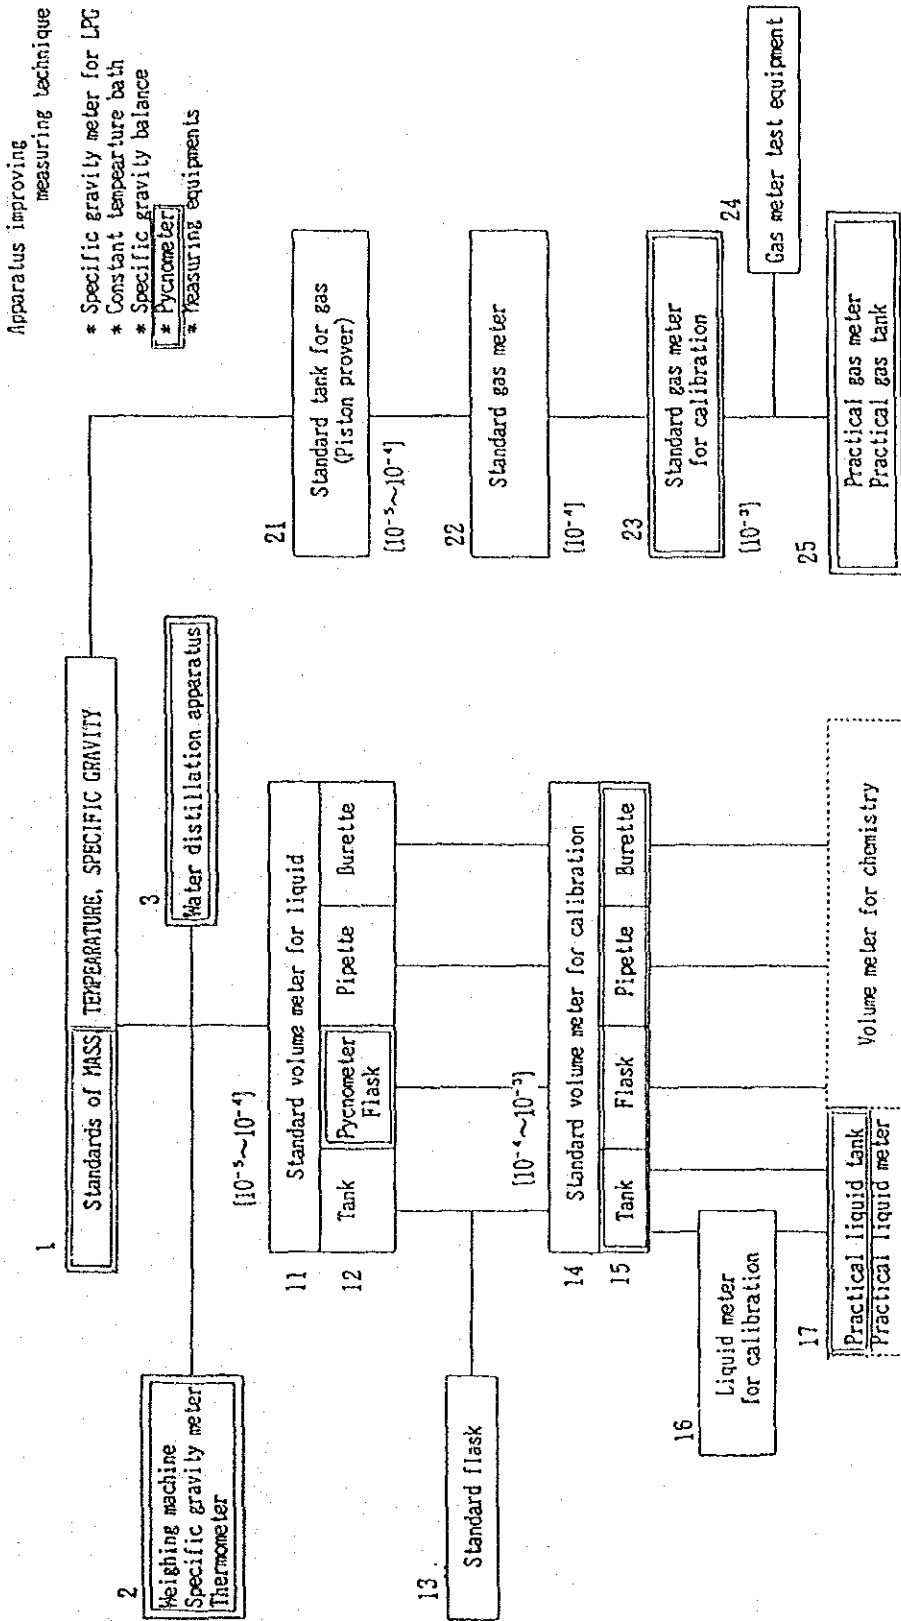 Apparatus improving
measuring technique
* Specific gravity meter for LPG
* Constant tempearture bath
* Specific gravity balance
* Pycnometer
* Measuring equipments
1
Standards of MASS, TEMPEARATURE, SPECIFIC GRAVITY
2
Weighing machine
Specific gravity meter
Thermometer
3
Water distillation apparatus
[10⁻⁵~10⁻⁴]
11
Standard volume meter for liquid
12
Tank
Pycnometer
Flask
Pipette
Burette
13
Standard flask
[10⁻⁴~10⁻³]
14
Standard volume meter for calibration
15
Tank
Flask
Pipette
Burette
16
Liquid meter
for calibration
17
Practical liquid tank
Practical liquid meter
Volume meter for chemistry
21
Standard tank for gas
(Piston prover)
[10⁻⁵~10⁻⁴]
22
Standard gas meter
[10⁻⁴]
23
Standard gas meter
for calibration
[10⁻³]
24
Gas meter test equipment
25
Practical gas meter
Practical gas tank